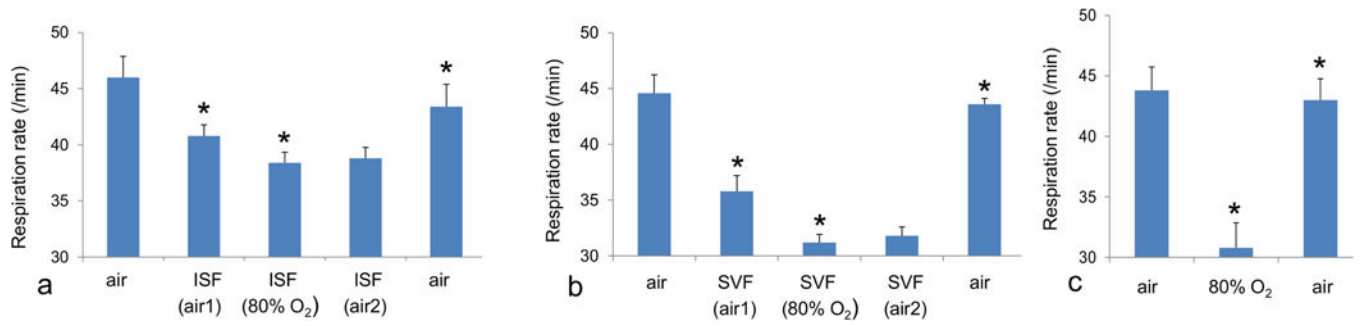 Respiration rate (/min)
50
45
40
35
30
*
*
*
air
ISF
(air1)
ISF
(80% O₂)
ISF
(air2)
air
a
Respiration rate (/min)
50
45
40
35
30
*
*
*
air
SVF
(air1)
SVF
(80% O₂)
SVF
(air2)
air
b
Respiration rate (/min)
50
45
40
35
30
*
*
air
80% O₂
air
c